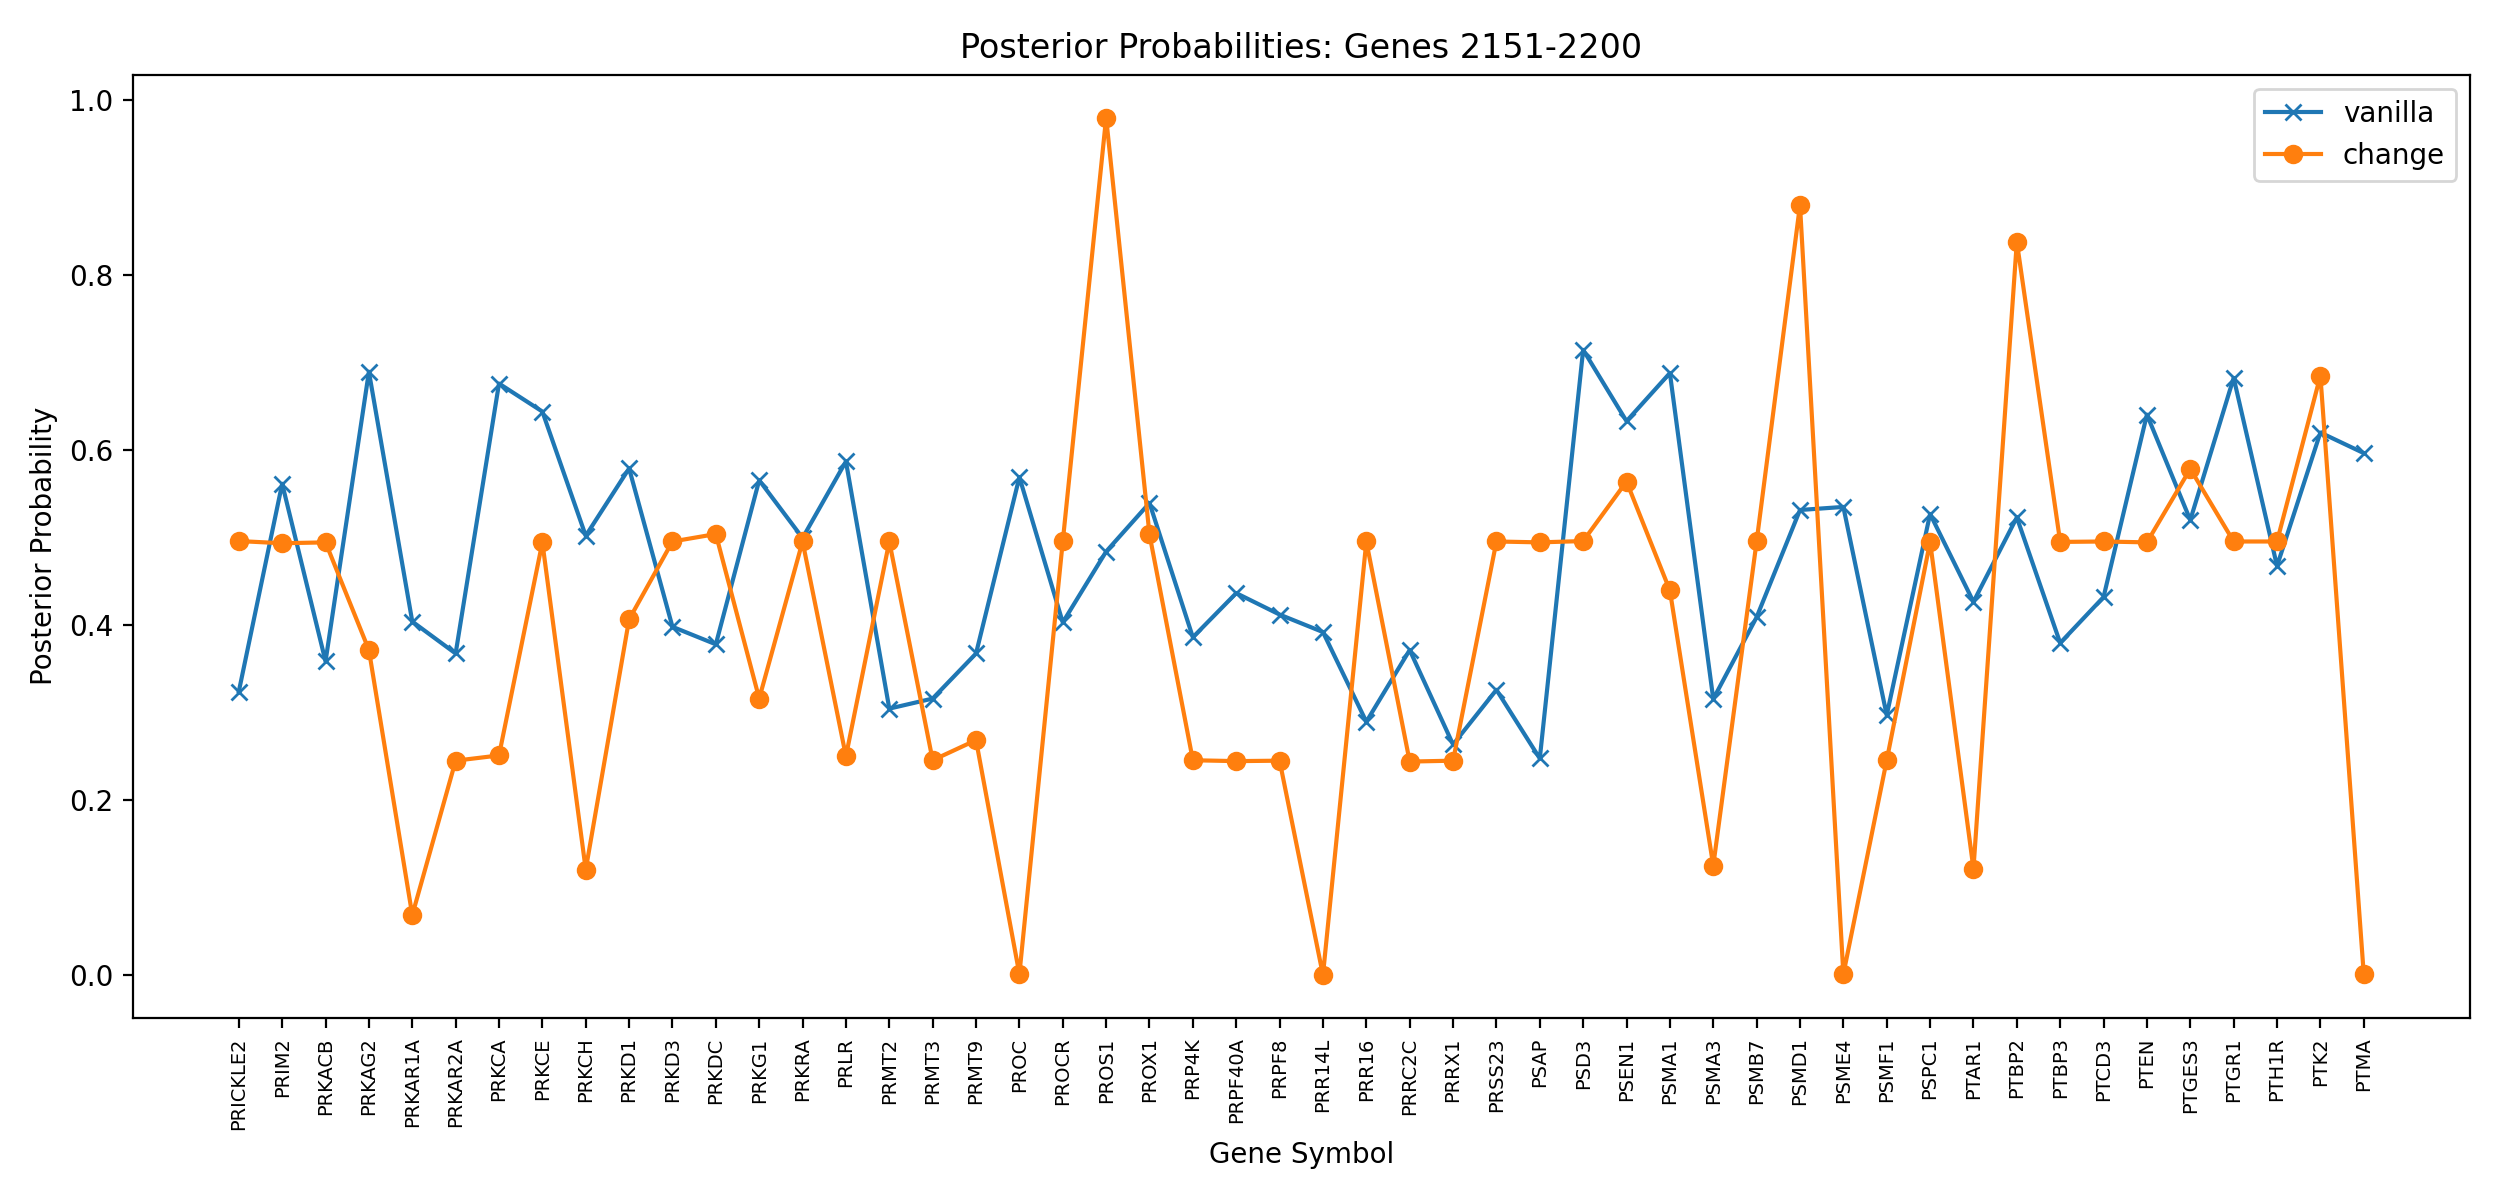 Posterior Probabilities: Genes 2151-2200
vanilla
change
Posterior Probability
1.0
0.8
0.6
0.4
0.2
0.0
PRICKLE2
PRIM2
PRKACB
PRKAG2
PRKAR1A
PRKAR2A
PRKCA
PRKCE
PRKCH
PRKD1
PRKD3
PRKDC
PRKG1
PRKRA
PRLR
PRMT2
PRMT3
PRMT9
PROC
PROCR
PROS1
PROX1
PRP4K
PRPF40A
PRPF8
PRR14L
PRR16
PRRC2C
PRRX1
PRSS23
PSAP
PSD3
PSEN1
PSMA1
PSMA3
PSMB7
PSMD1
PSME4
PSMF1
PSPC1
PTAR1
PTBP2
PTBP3
PTCD3
PTEN
PTGES3
PTGR1
PTH1R
PTK2
PTMA
Gene Symbol